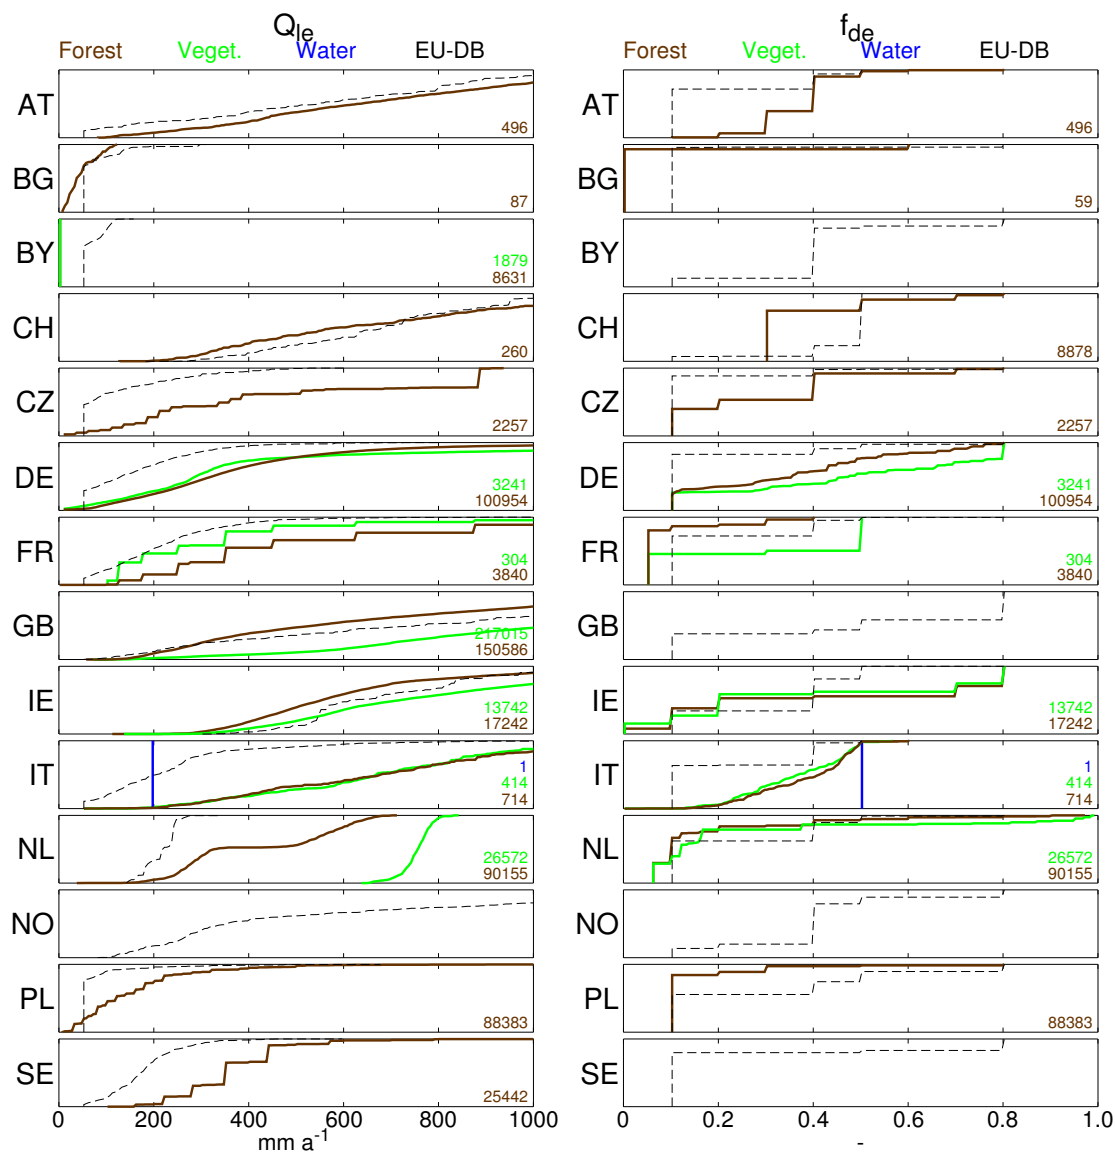 Qle fde
Forest Veget. Water EU-DB Forest Veget. Water EU-DB
AT 496 AT 496
BG 87 BG 59
BY 1879 BY
8631
CH 260 CH 8878
CZ 2257 CZ 2257
DE 3241 DE 3241
100954 100954
FR 304 FR 304
3840 3840
GB 217015 GB
150586
IE 13742 IE 13742
17242 17242
IT 1 IT 1
414 414
714 714
NL 26572 NL 26572
90155 90155
NO NO
PL 88383 PL 88383
SE 25442 SE
0 200 400 600 800 1000 0 0.2 0.4 0.6 0.8 1.0
mm a-1 -